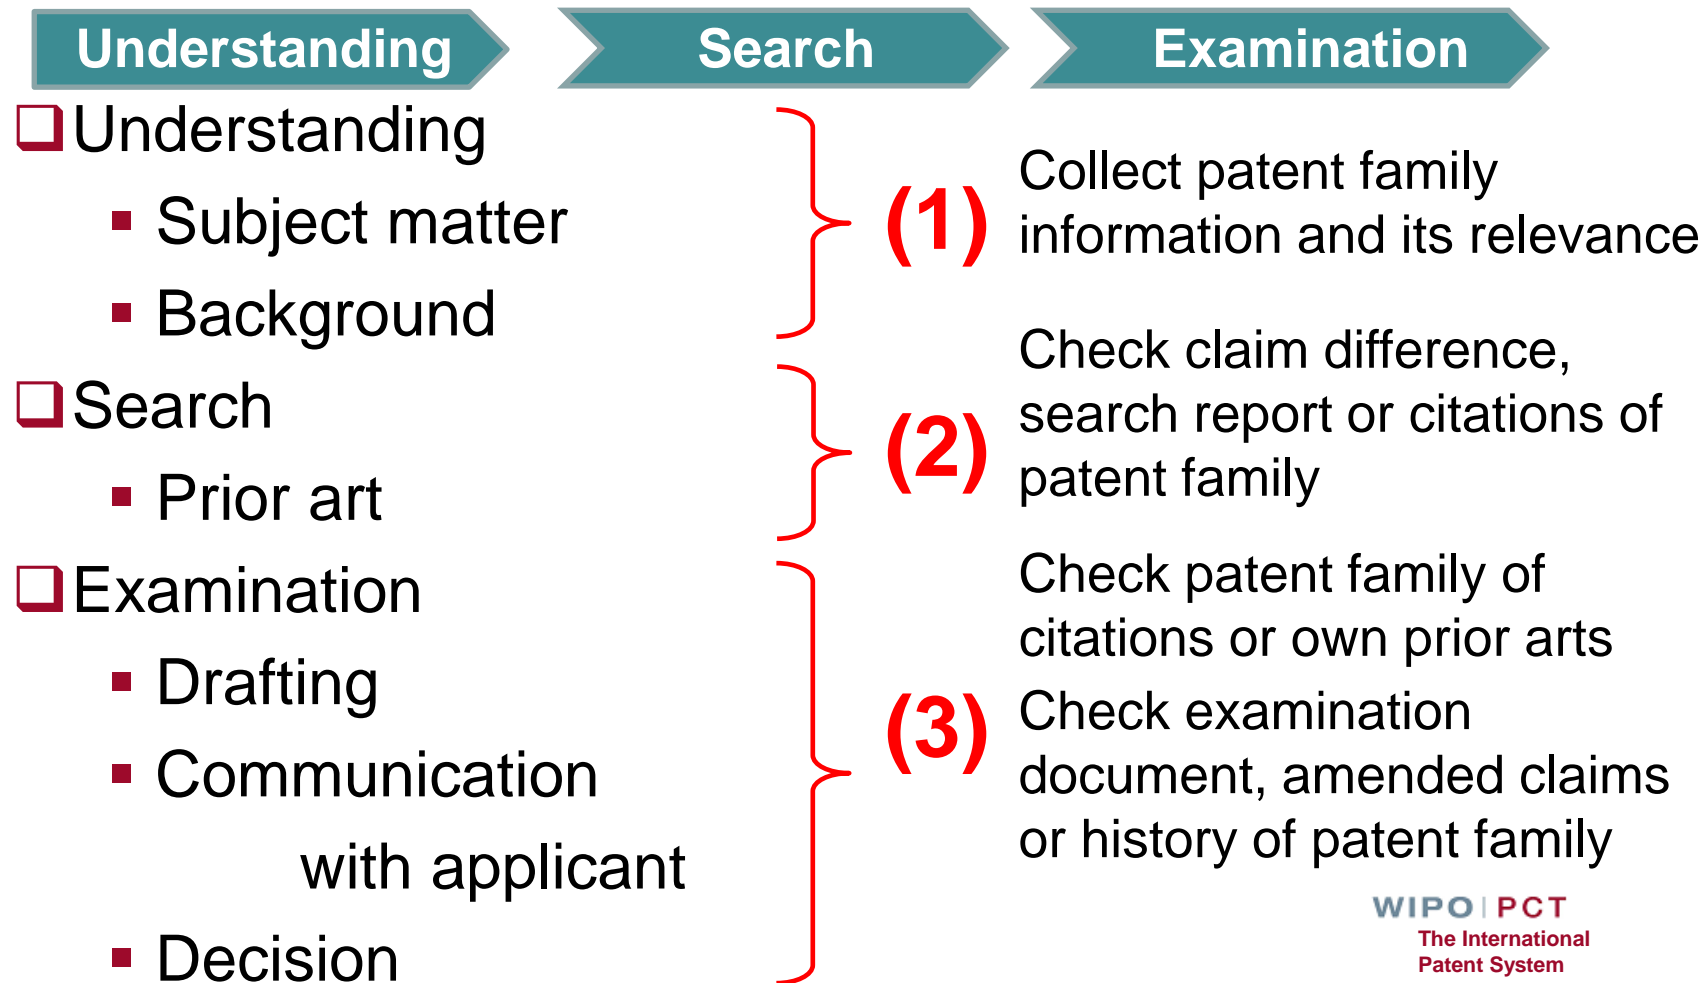 Understanding
Search
Examination
Understanding
Subject matter
Background
Search
Prior art
Examination
Drafting
Communication
with applicant
Decision
(1)
Collect patent family
information and its relevance
(2)
Check claim difference,
search report or citations of
patent family
(3)
Check patent family of
citations or own prior arts
Check examination
document, amended claims
or history of patent family
WIPO | PCT
The International
Patent System